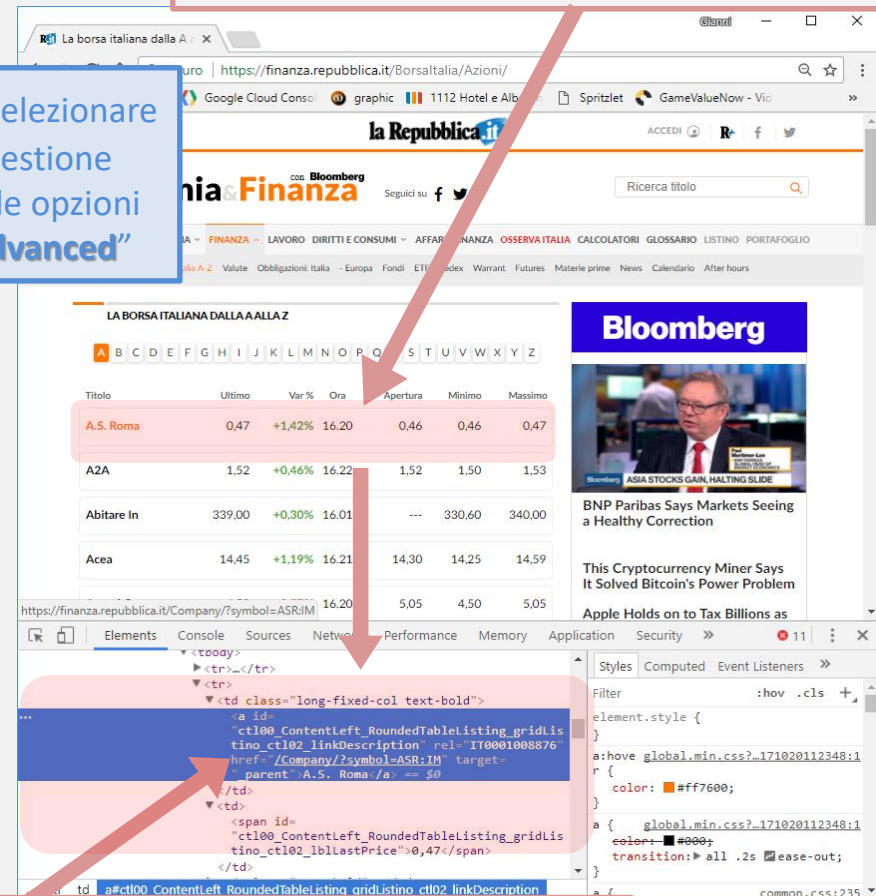 Gianni
R.it La borsa italiana dalla A
https://finanza.repubblica.it/BorsaItalia/Azioni/
Google Cloud Consol
graphic
1112 Hotel e Alb
Spritzlet
GameValueNow - Vid
»
elezionare
estione
le opzioni
dvanced”
la Repubblica.it
ACCEDI
R+
nia&Finanza
con Bloomberg
Seguici su
Ricerca titolo
FINANZA
LAVORO
DIRITTI E CONSUMI
OSSERVA ITALIA
CALCOLATORI
GLOSSARIO
LISTINO
PORTAFOGLIO
A-Z
Valute
Obbligazioni: Italia
- Europa
Fondi
Warrant
Futures
Materie prime
News
Calendario
After hours
LA BORSA ITALIANA DALLA A ALLA Z
A B C D E F G H I J K L M N O P Q S T U V W X Y Z
Titolo Ultimo Var % Ora Apertura Minimo Massimo
A.S. Roma 0,47 +1,42% 16.20 0,46 0,46 0,47
A2A 1,52 +0,46% 16.22 1,52 1,50 1,53
Abitare In 339,00 +0,30% 16.01 --- 330,60 340,00
Acea 14,45 +1,19% 16.21 14,30 14,25 14,59
16.20 5,05 4,50 5,05
Bloomberg
Paul
Mortimer-Lee
Bloomberg
ASIA STOCKS GAIN, HALTING SLIDE
BNP Paribas Says Markets Seeing
a Healthy Correction
This Cryptocurrency Miner Says
It Solved Bitcoin's Power Problem
Apple Holds on to Tax Billions as
https://finanza.repubblica.it/Company/?symbol=ASR:IM
Elements Console Sources Network Performance Memory Application Security » 11
<tbody>
<tr>…</tr>
<tr>
<td class="long-fixed-col text-bold">
<a id=
"ctl00_ContentLeft_RoundedTableListing_gridLis
tino_ctl02_linkDescription" rel="IT0001008876"
href="/Company/?symbol=ASR:IM" target=
"_parent">A.S. Roma</a> == $0
</td>
<td>
<span id=
"ctl00_ContentLeft_RoundedTableListing_gridLis
tino_ctl02_lblLastPrice">0,47</span>
</td>
td a#ctl00_ContentLeft_RoundedTableListing_gridListino_ctl02_linkDescription
Styles Computed Event Listeners »
Filter :hov .cls +
element.style {
}
a:hove global.min.css?…171020112348:1
r {
color: #ff7600;
}
a { global.min.css?…171020112348:1
color: #000;
transition: all .2s ease-out;
}
a { common.css:235